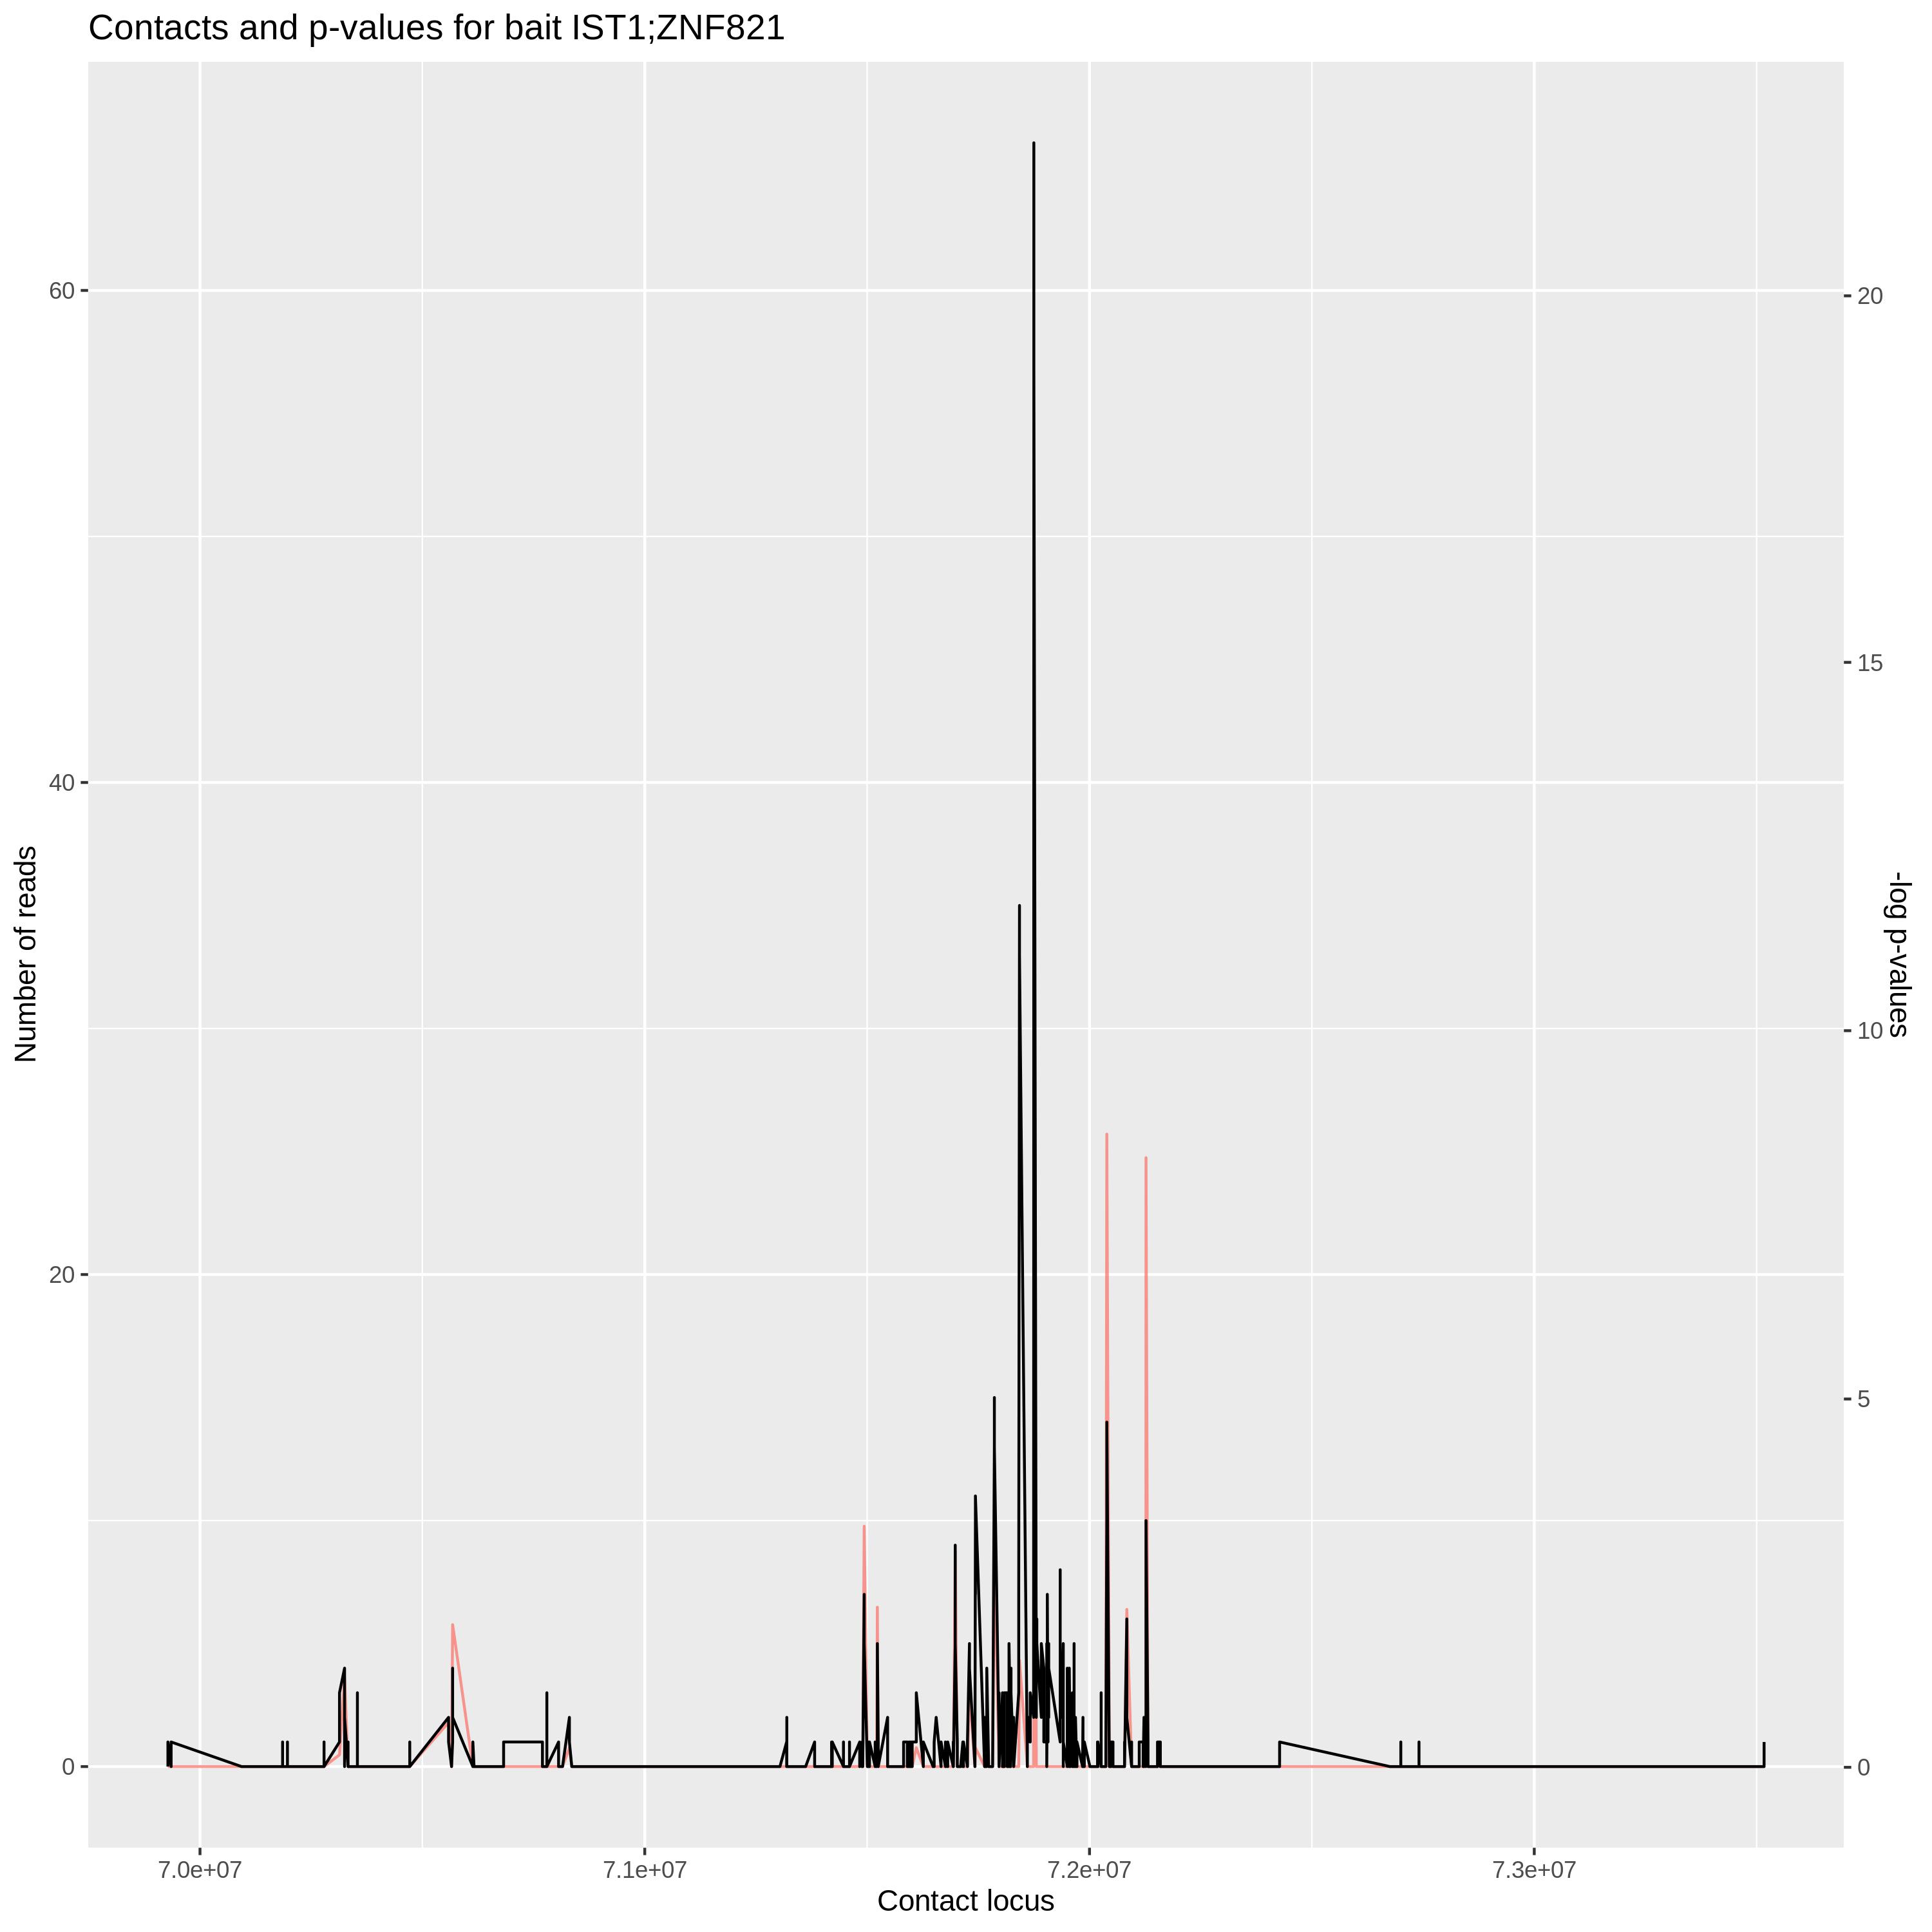 Contacts and p-values for bait IST1;ZNF821
60
40
20
0
Number of reads
20
15
10
5
0
-log p-values
7.0e+07 7.1e+07 7.2e+07 7.3e+07
Contact locus